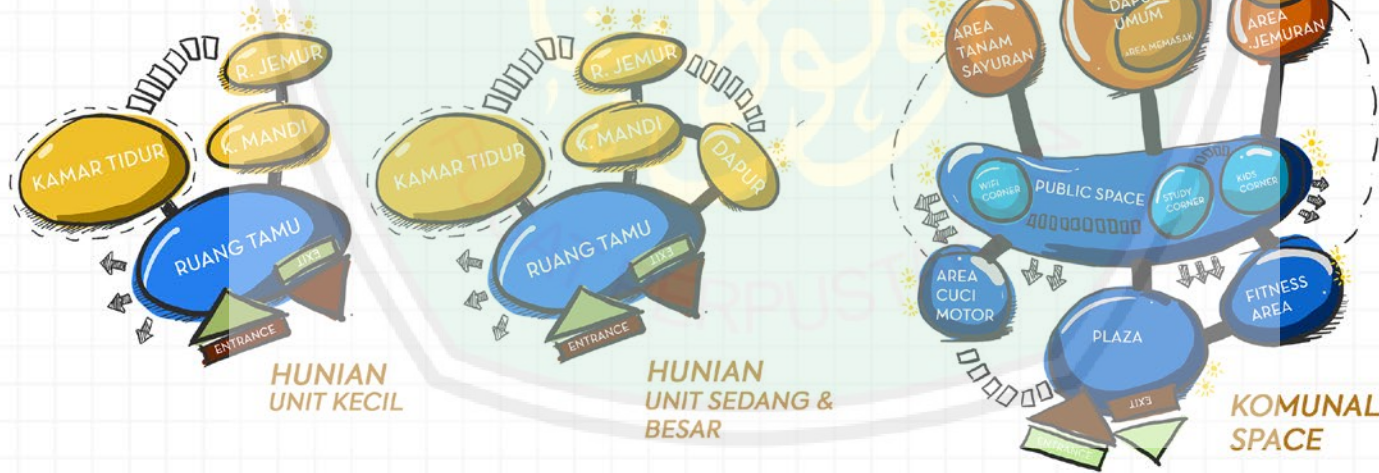 R. JEMUR
K. MANDI
KAMAR TIDUR
RUANG TAMU
EXIT
ENTRANCE
HUNIAN
UNIT KECIL
R. JEMUR
K. MANDI
KAMAR TIDUR
DAPUR
RUANG TAMU
EXIT
ENTRANCE
HUNIAN
UNIT SEDANG &
BESAR
AREA
TANAM
SAYURAN
DAPUR
UMUM
AREA MEMASAK
AREA
JEMURAN
WIFI
CORNER
PUBLIC SPACE
STUDY
CORNER
KIDS
CORNER
AREA
CUCI
MOTOR
PLAZA
FITNESS
AREA
EXIT
ENTRANCE
KOMUNAL
SPACE